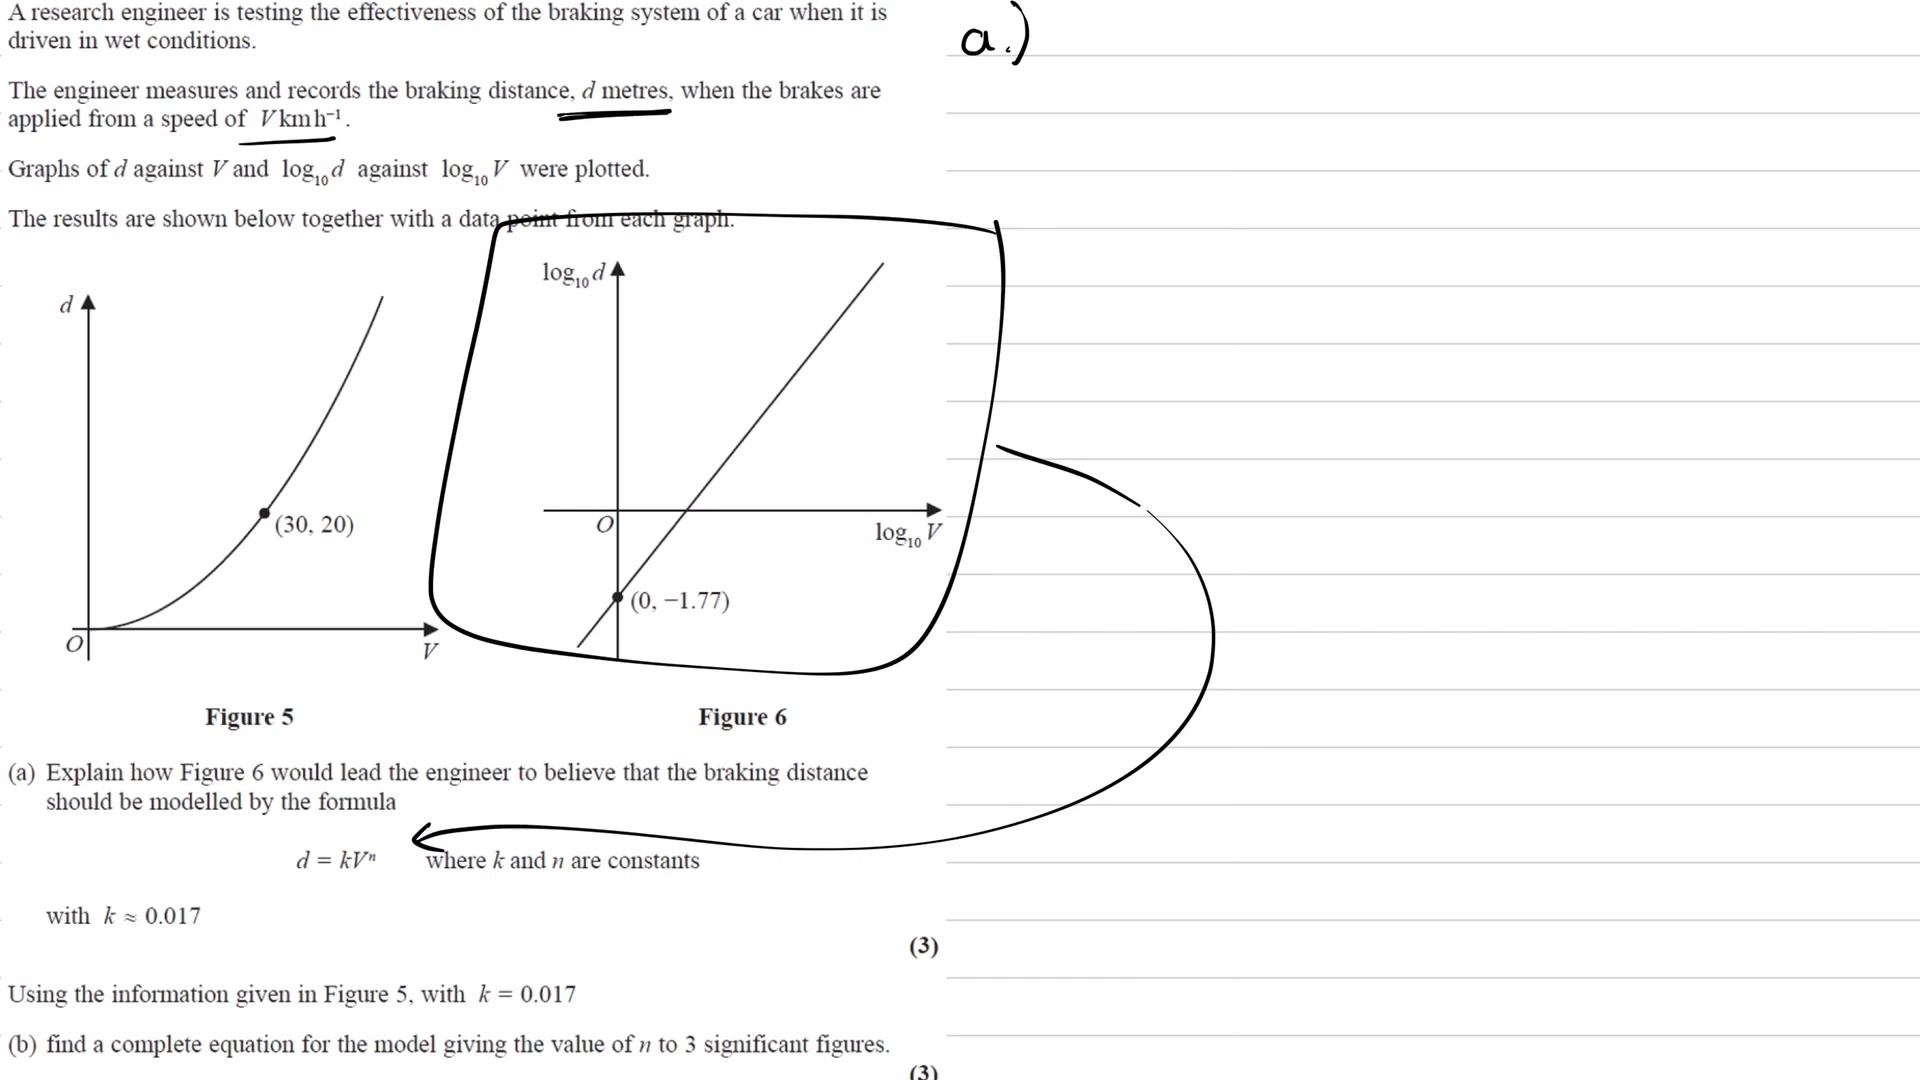 A research engineer is testing the effectiveness of the braking system of a car when it is
driven in wet conditions.
The engineer measures and records the braking distance, d metres, when the brakes are
applied from a speed of V km h⁻¹.
Graphs of d against V and log₁₀ d against log₁₀ V were plotted.
The results are shown below together with a data point from each graph.
a.)
d
(30, 20)
O
V
Figure 5
log₁₀ d
O
log₁₀ V
(0, −1.77)
Figure 6
(a) Explain how Figure 6 would lead the engineer to believe that the braking distance
should be modelled by the formula
d = kVⁿ where k and n are constants
with k ≈ 0.017
(3)
Using the information given in Figure 5, with k = 0.017
(b) find a complete equation for the model giving the value of n to 3 significant figures.
(3)